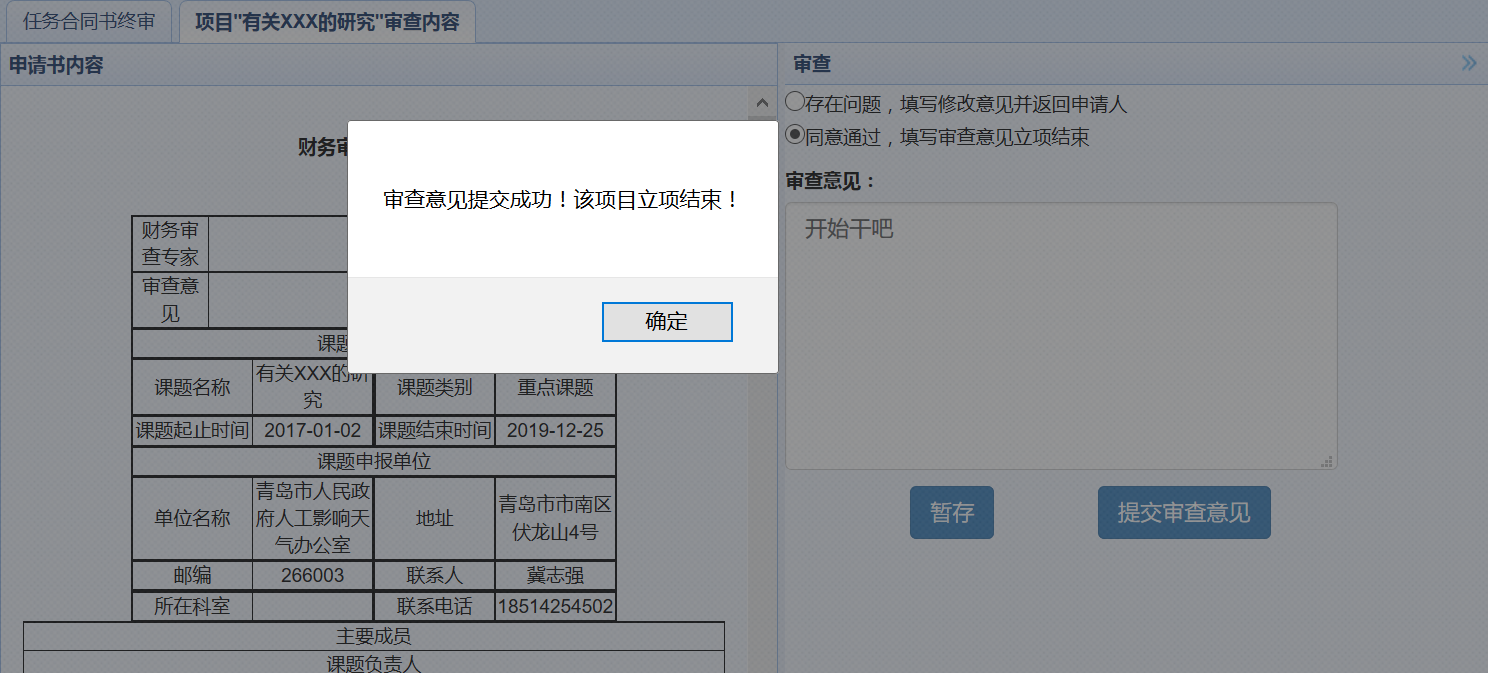 任务合同书终审 项目"有关XXX的研究"审查内容
申请书内容
审查
存在问题，填写修改意见并返回申请人
同意通过，填写审查意见立项结束
审查意见：
开始干吧
暂存 提交审查意见
财务审
审查意见提交成功！该项目立项结束！
确定
财务审
查专家
审查意
见
课题
课题名称 有关XXX的研
究 课题类别 重点课题
课题起止时间 2017-01-02 课题结束时间 2019-12-25
课题申报单位
单位名称 青岛市人民政
府人工影响天
气办公室 地址 青岛市市南区
伏龙山4号
邮编 266003 联系人 冀志强
所在科室 联系电话 18514254502
主要成员
课题负责人